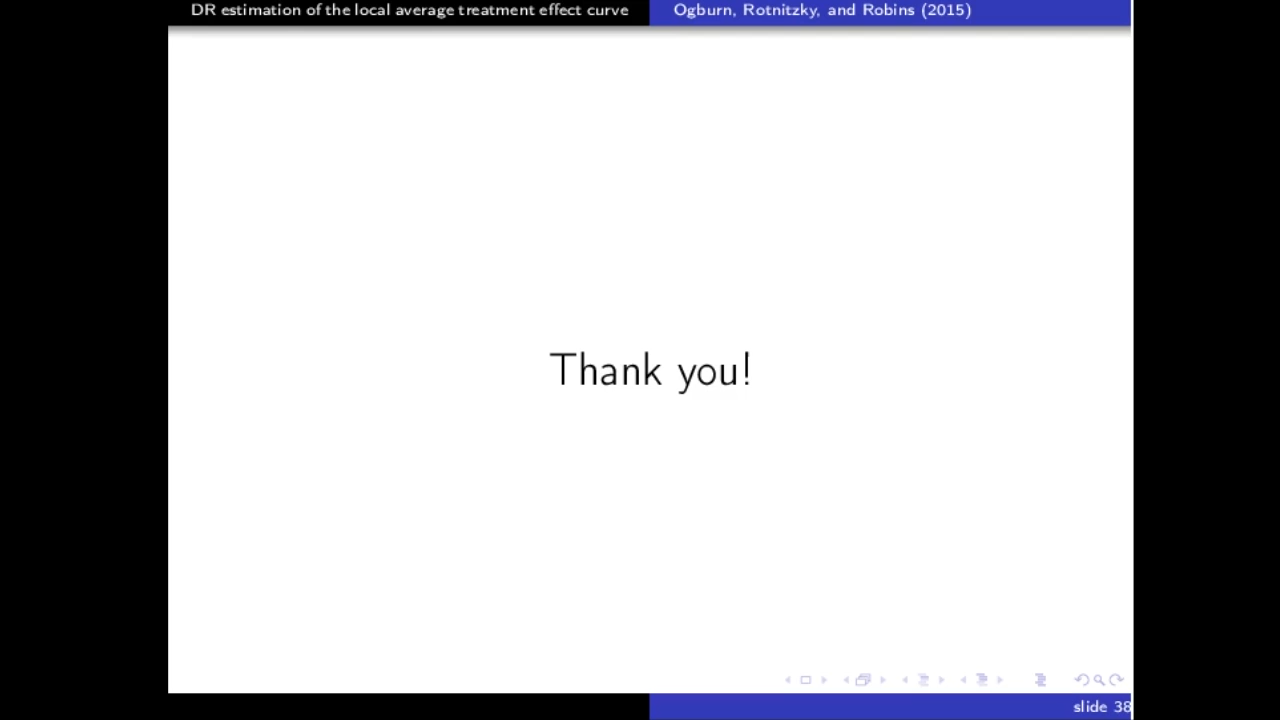 DR estimation of the local average treatment effect curve
Ogburn, Rotnitzky, and Robins (2015)
Thank you!
slide 38